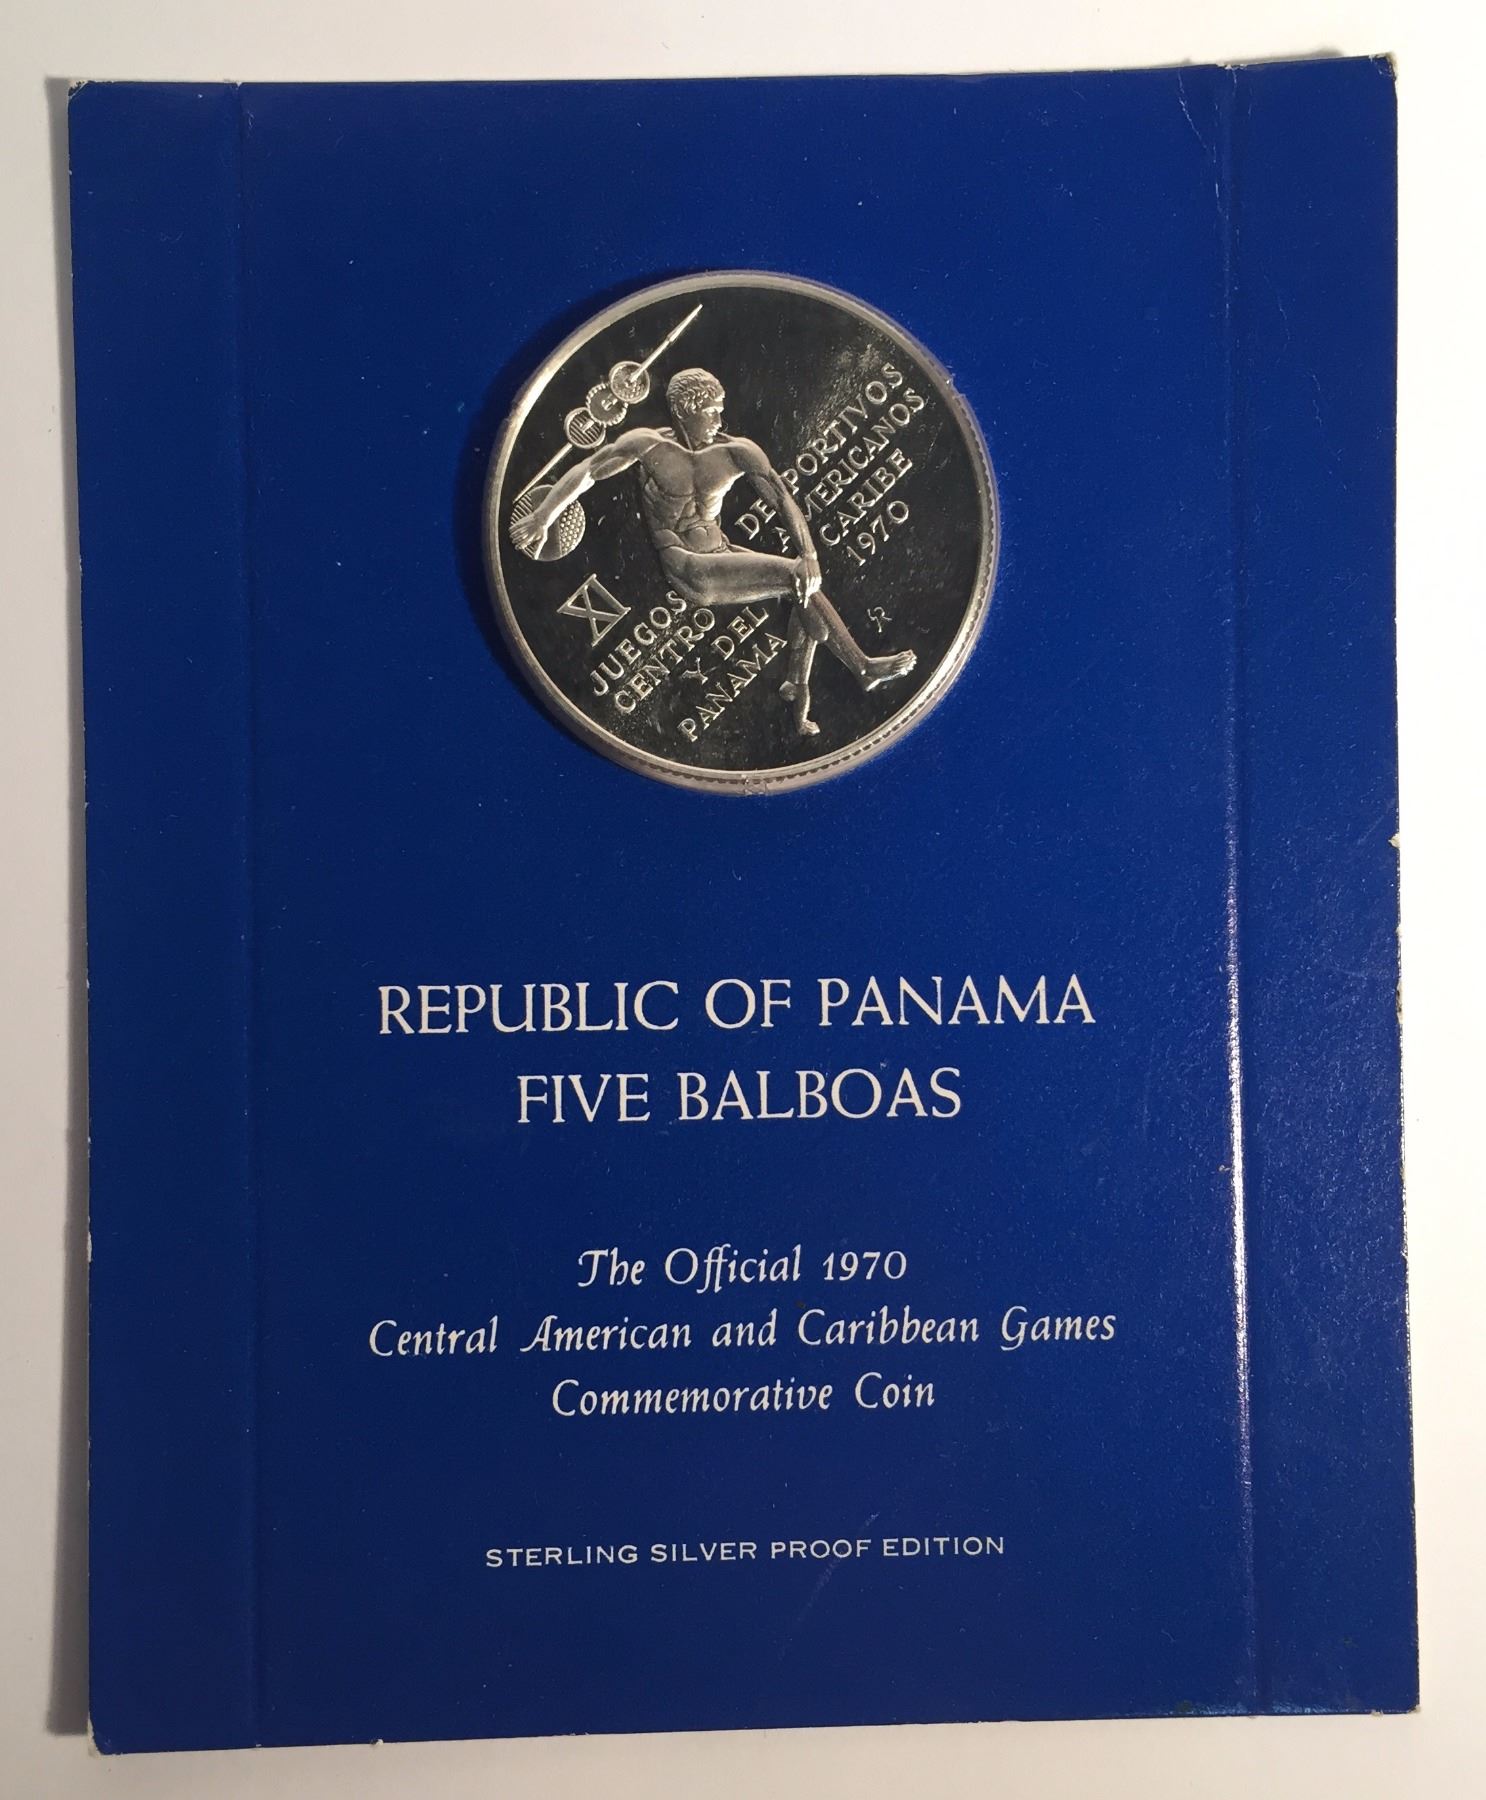 XI
JUEGOS DEPORTIVOS
CENTRO AMERICANOS
Y DEL CARIBE
PANAMA 1970
REPUBLIC OF PANAMA
FIVE BALBOAS
The Official 1970
Central American and Caribbean Games
Commemorative Coin
STERLING SILVER PROOF EDITION